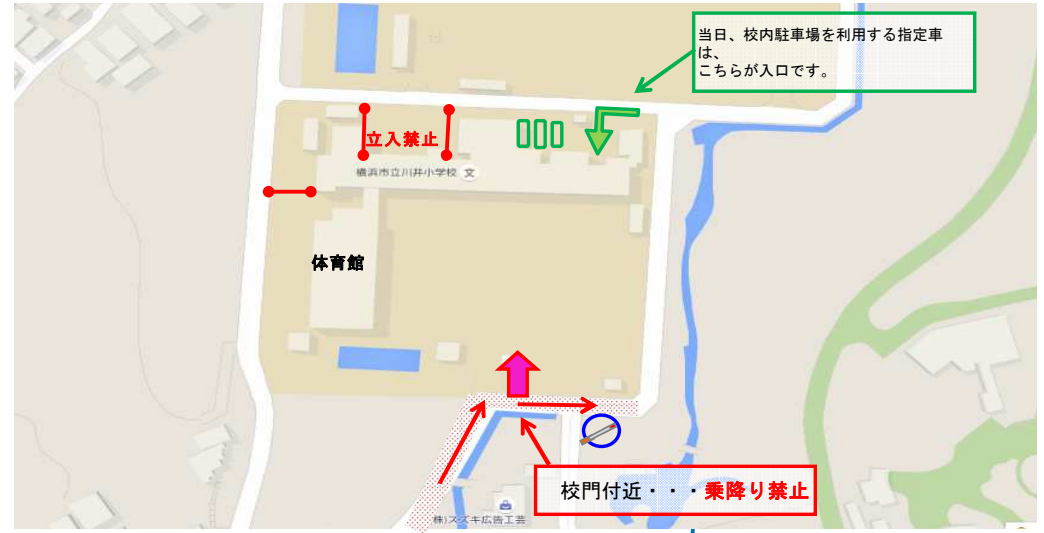 当日、校内駐車場を利用する指定車
は、
こちらが入口です。
立入禁止
横浜市立川井小学校 文
体育館
校門付近・・・乗降り禁止
株)スズキ広告工芸